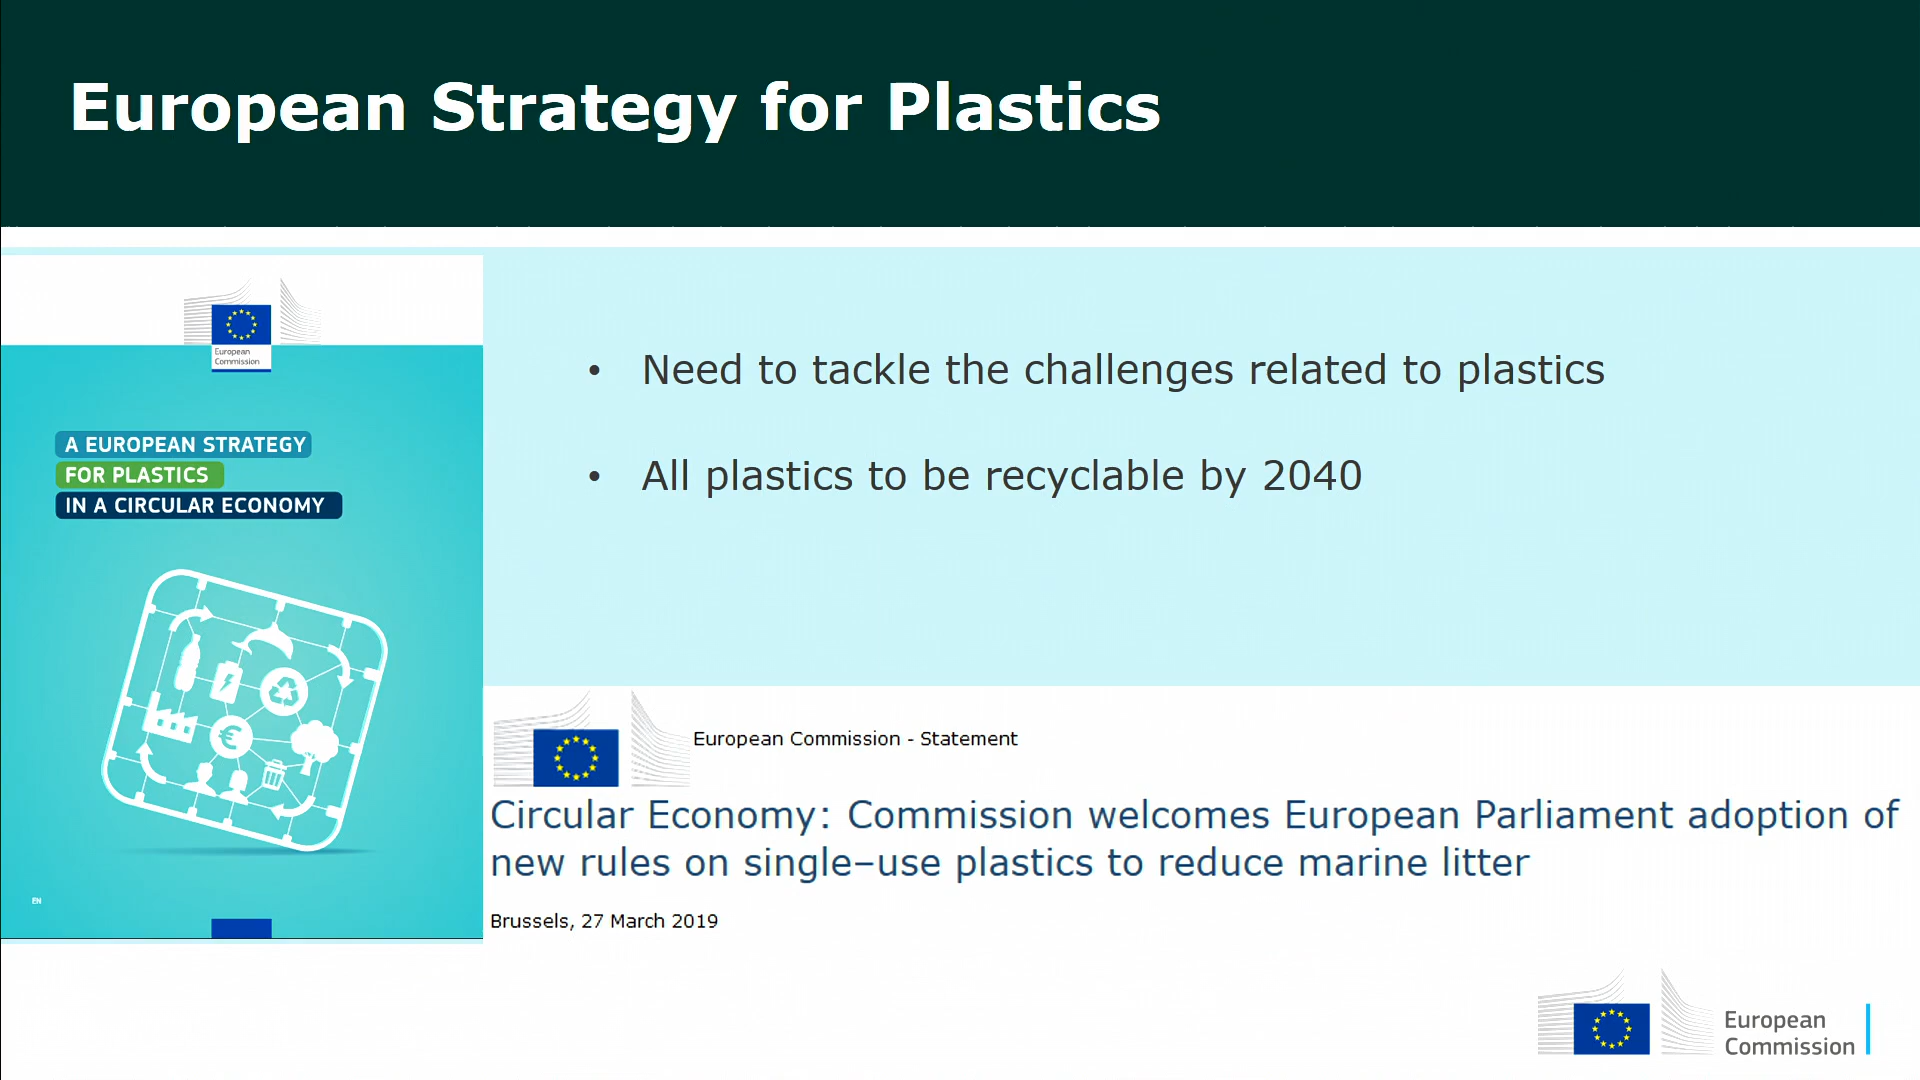 European Strategy for Plastics
European
Commission
A EUROPEAN STRATEGY
FOR PLASTICS
IN A CIRCULAR ECONOMY
€
EN
• Need to tackle the challenges related to plastics
• All plastics to be recyclable by 2040
European Commission - Statement
Circular Economy: Commission welcomes European Parliament adoption of
new rules on single–use plastics to reduce marine litter
Brussels, 27 March 2019
European
Commission